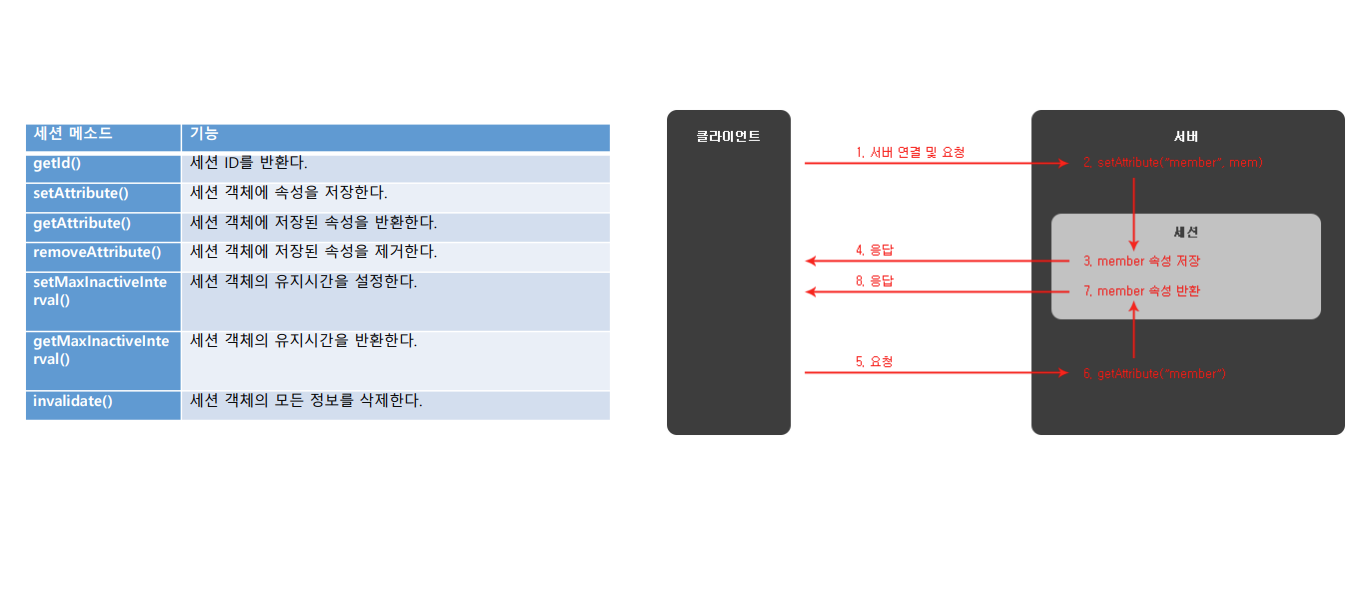 세션 메소드 기능
getId() 세션 ID를 반환다.
setAttribute() 세션 객체에 속성을 저장한다.
getAttribute() 세션 객체에 저장된 속성을 반환한다.
removeAttribute() 세션 객체에 저장된 속성을 제거한다.
setMaxInactiveInte 세션 객체의 유지시간을 설정한다.
rval()
getMaxInactiveInte 세션 객체의 유지시간을 반환한다.
rval()
invalidate() 세션 객체의 모든 정보를 삭제한다.
클라이언트
서버
1. 서버 연결 및 요청
2. setAttribute("member", mem)
세션
4. 응답
3. member 속성 저장
8. 응답
7. member 속성 반환
5. 요청
6. getAttribute("member")